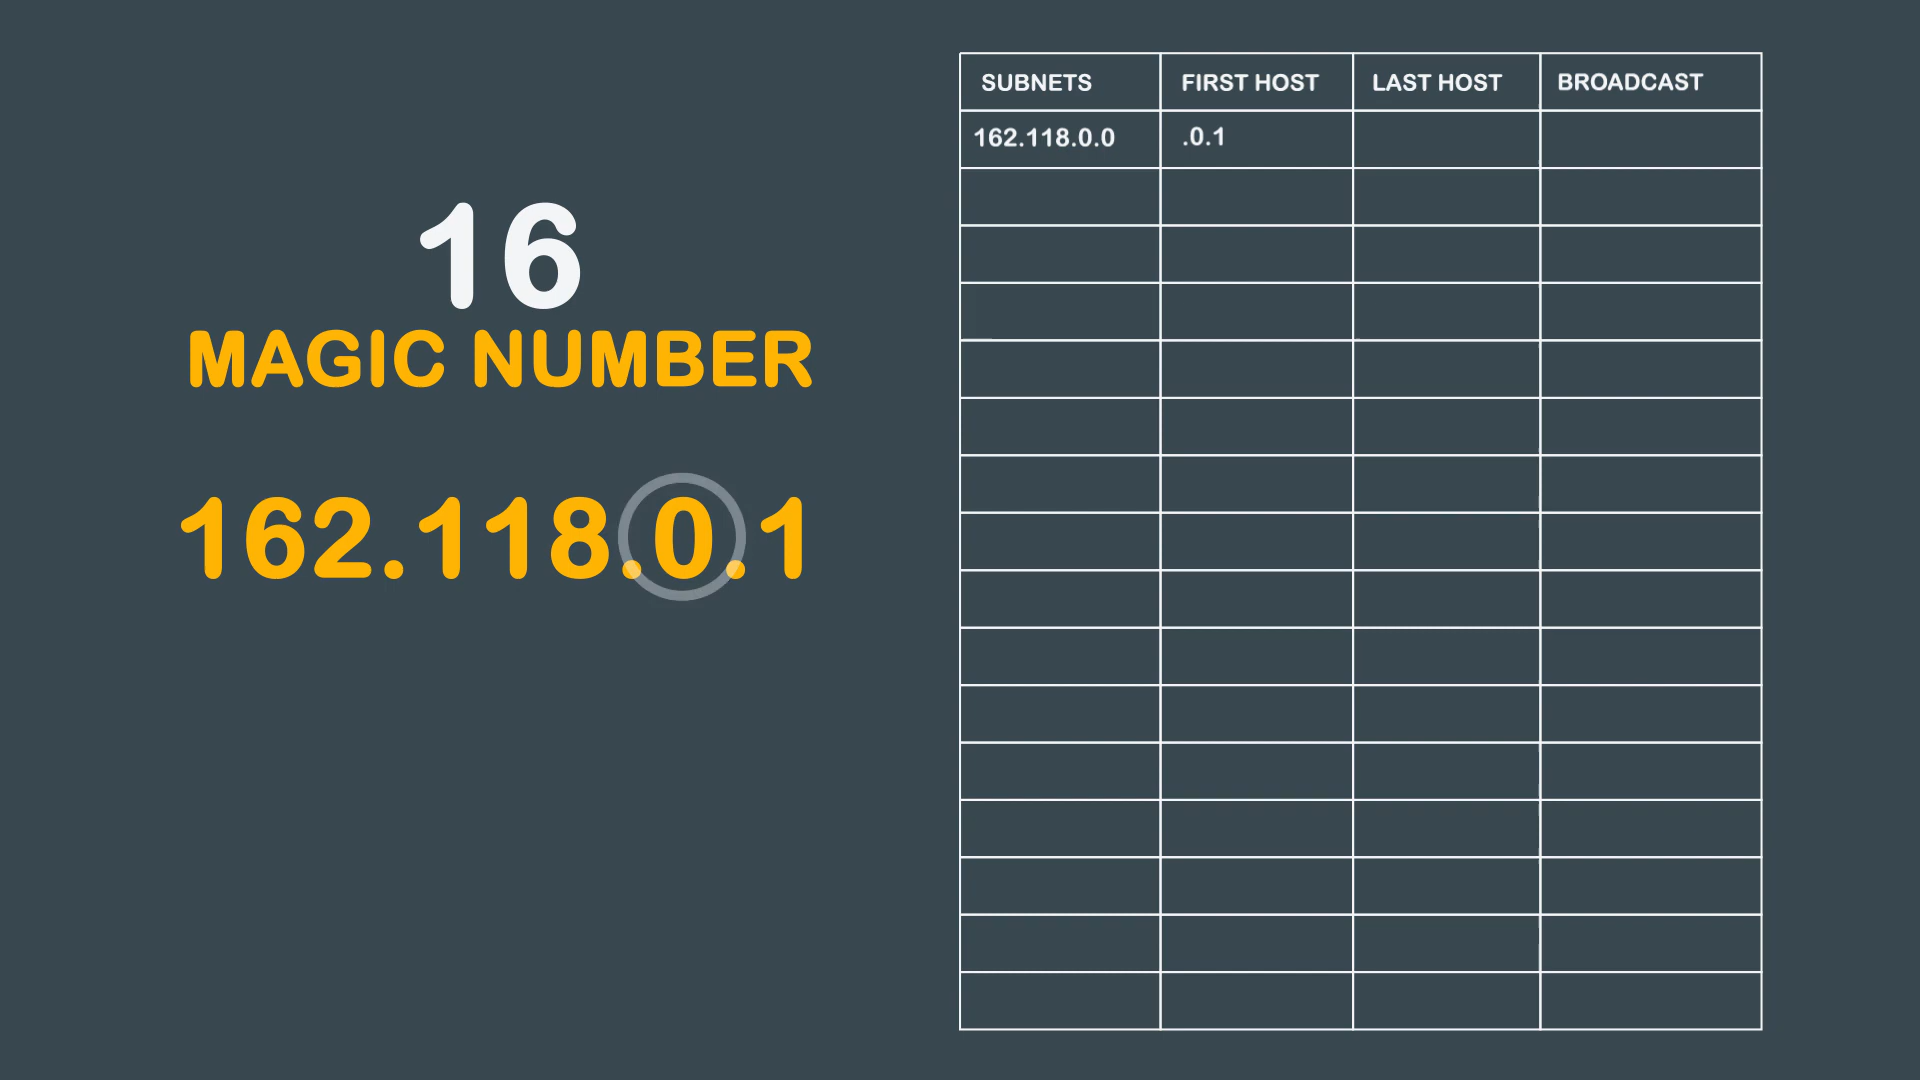 16
MAGIC NUMBER
162.118.0.1
SUBNETS FIRST HOST LAST HOST BROADCAST
162.118.0.0 .0.1